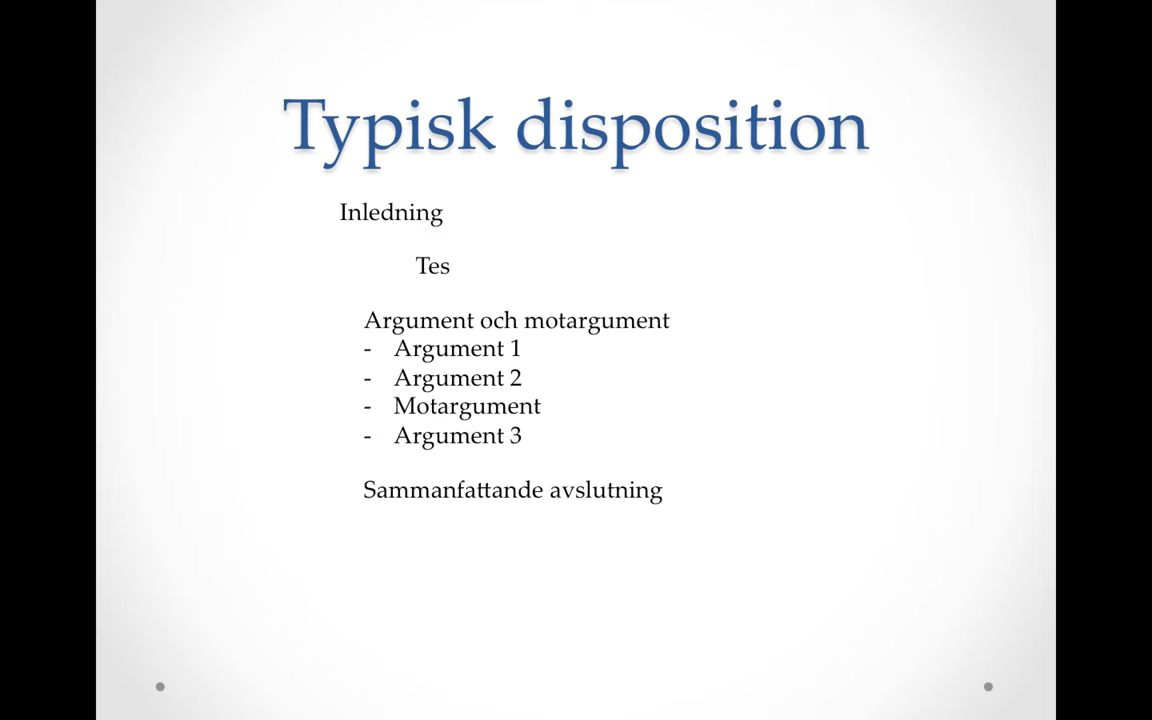 Typisk disposition
Inledning
Tes
Argument och motargument
- Argument 1
- Argument 2
- Motargument
- Argument 3
Sammanfattande avslutning